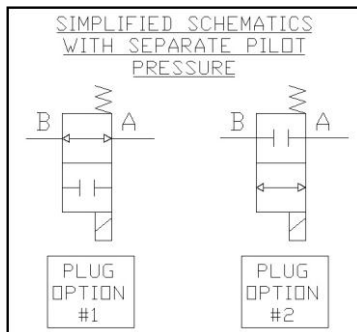 SIMPLIFIED SCHEMATICS
WITH SEPARATE PILOT
PRESSURE
B A
B A
PLUG
OPTION
#1
PLUG
OPTION
#2